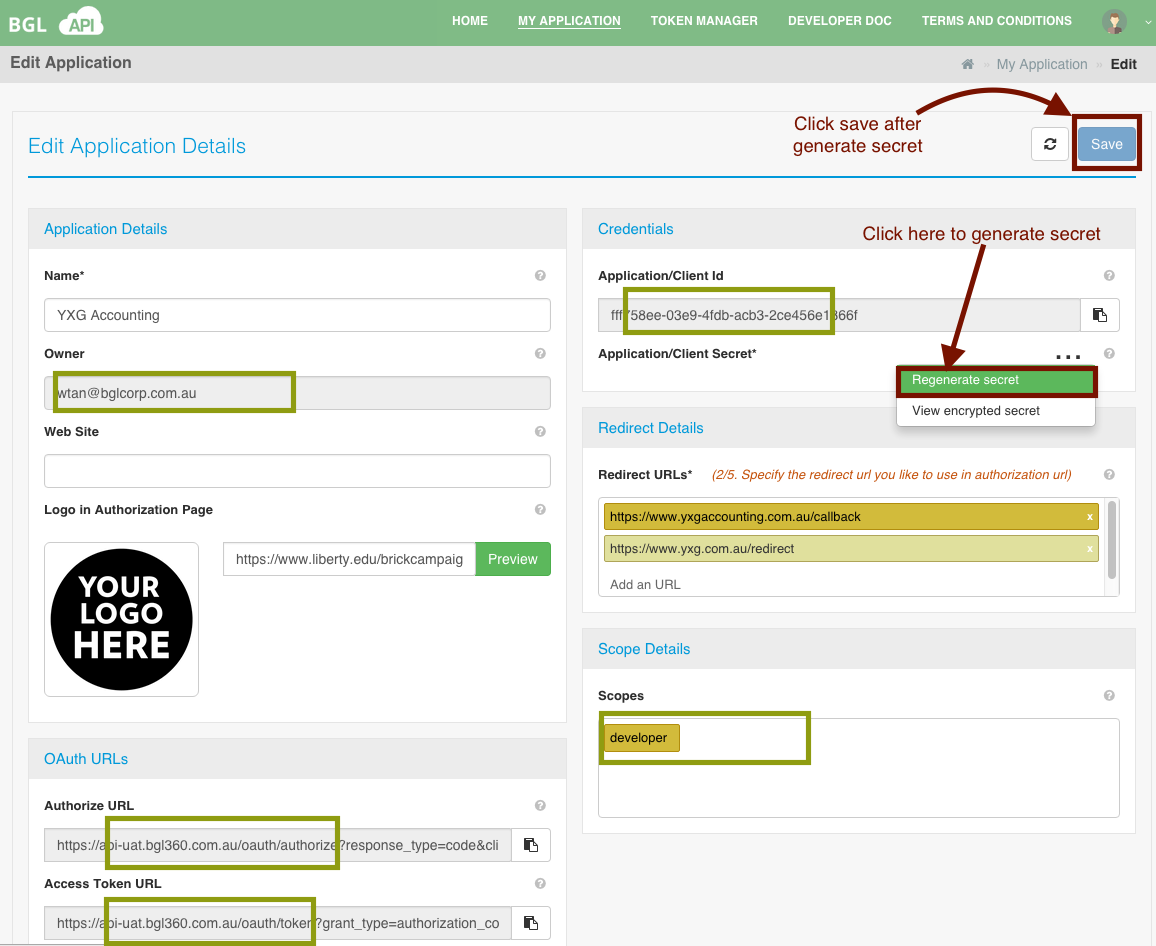 BGL API
HOME MY APPLICATION TOKEN MANAGER DEVELOPER DOC TERMS AND CONDITIONS
Edit Application
» My Application » Edit
Click save after
generate secret
Edit Application Details
Save
Application Details
Name*
YXG Accounting
Owner
wtan@bglcorp.com.au
Web Site
Logo in Authorization Page
YOUR
LOGO
HERE
https://www.liberty.edu/brickcampaig
Preview
OAuth URLs
Authorize URL
https://api-uat.bgl360.com.au/oauth/authorize?response_type=code&cli
Access Token URL
https://api-uat.bgl360.com.au/oauth/token?grant_type=authorization_co
Credentials
Click here to generate secret
Application/Client Id
fff758ee-03e9-4fdb-acb3-2ce456e1366f
Application/Client Secret*
...
Regenerate secret
View encrypted secret
Redirect Details
Redirect URLs* (2/5. Specify the redirect url you like to use in authorization url)
https://www.yxgaccounting.com.au/callback x
https://www.yxg.com.au/redirect x
Add an URL
Scope Details
Scopes
developer